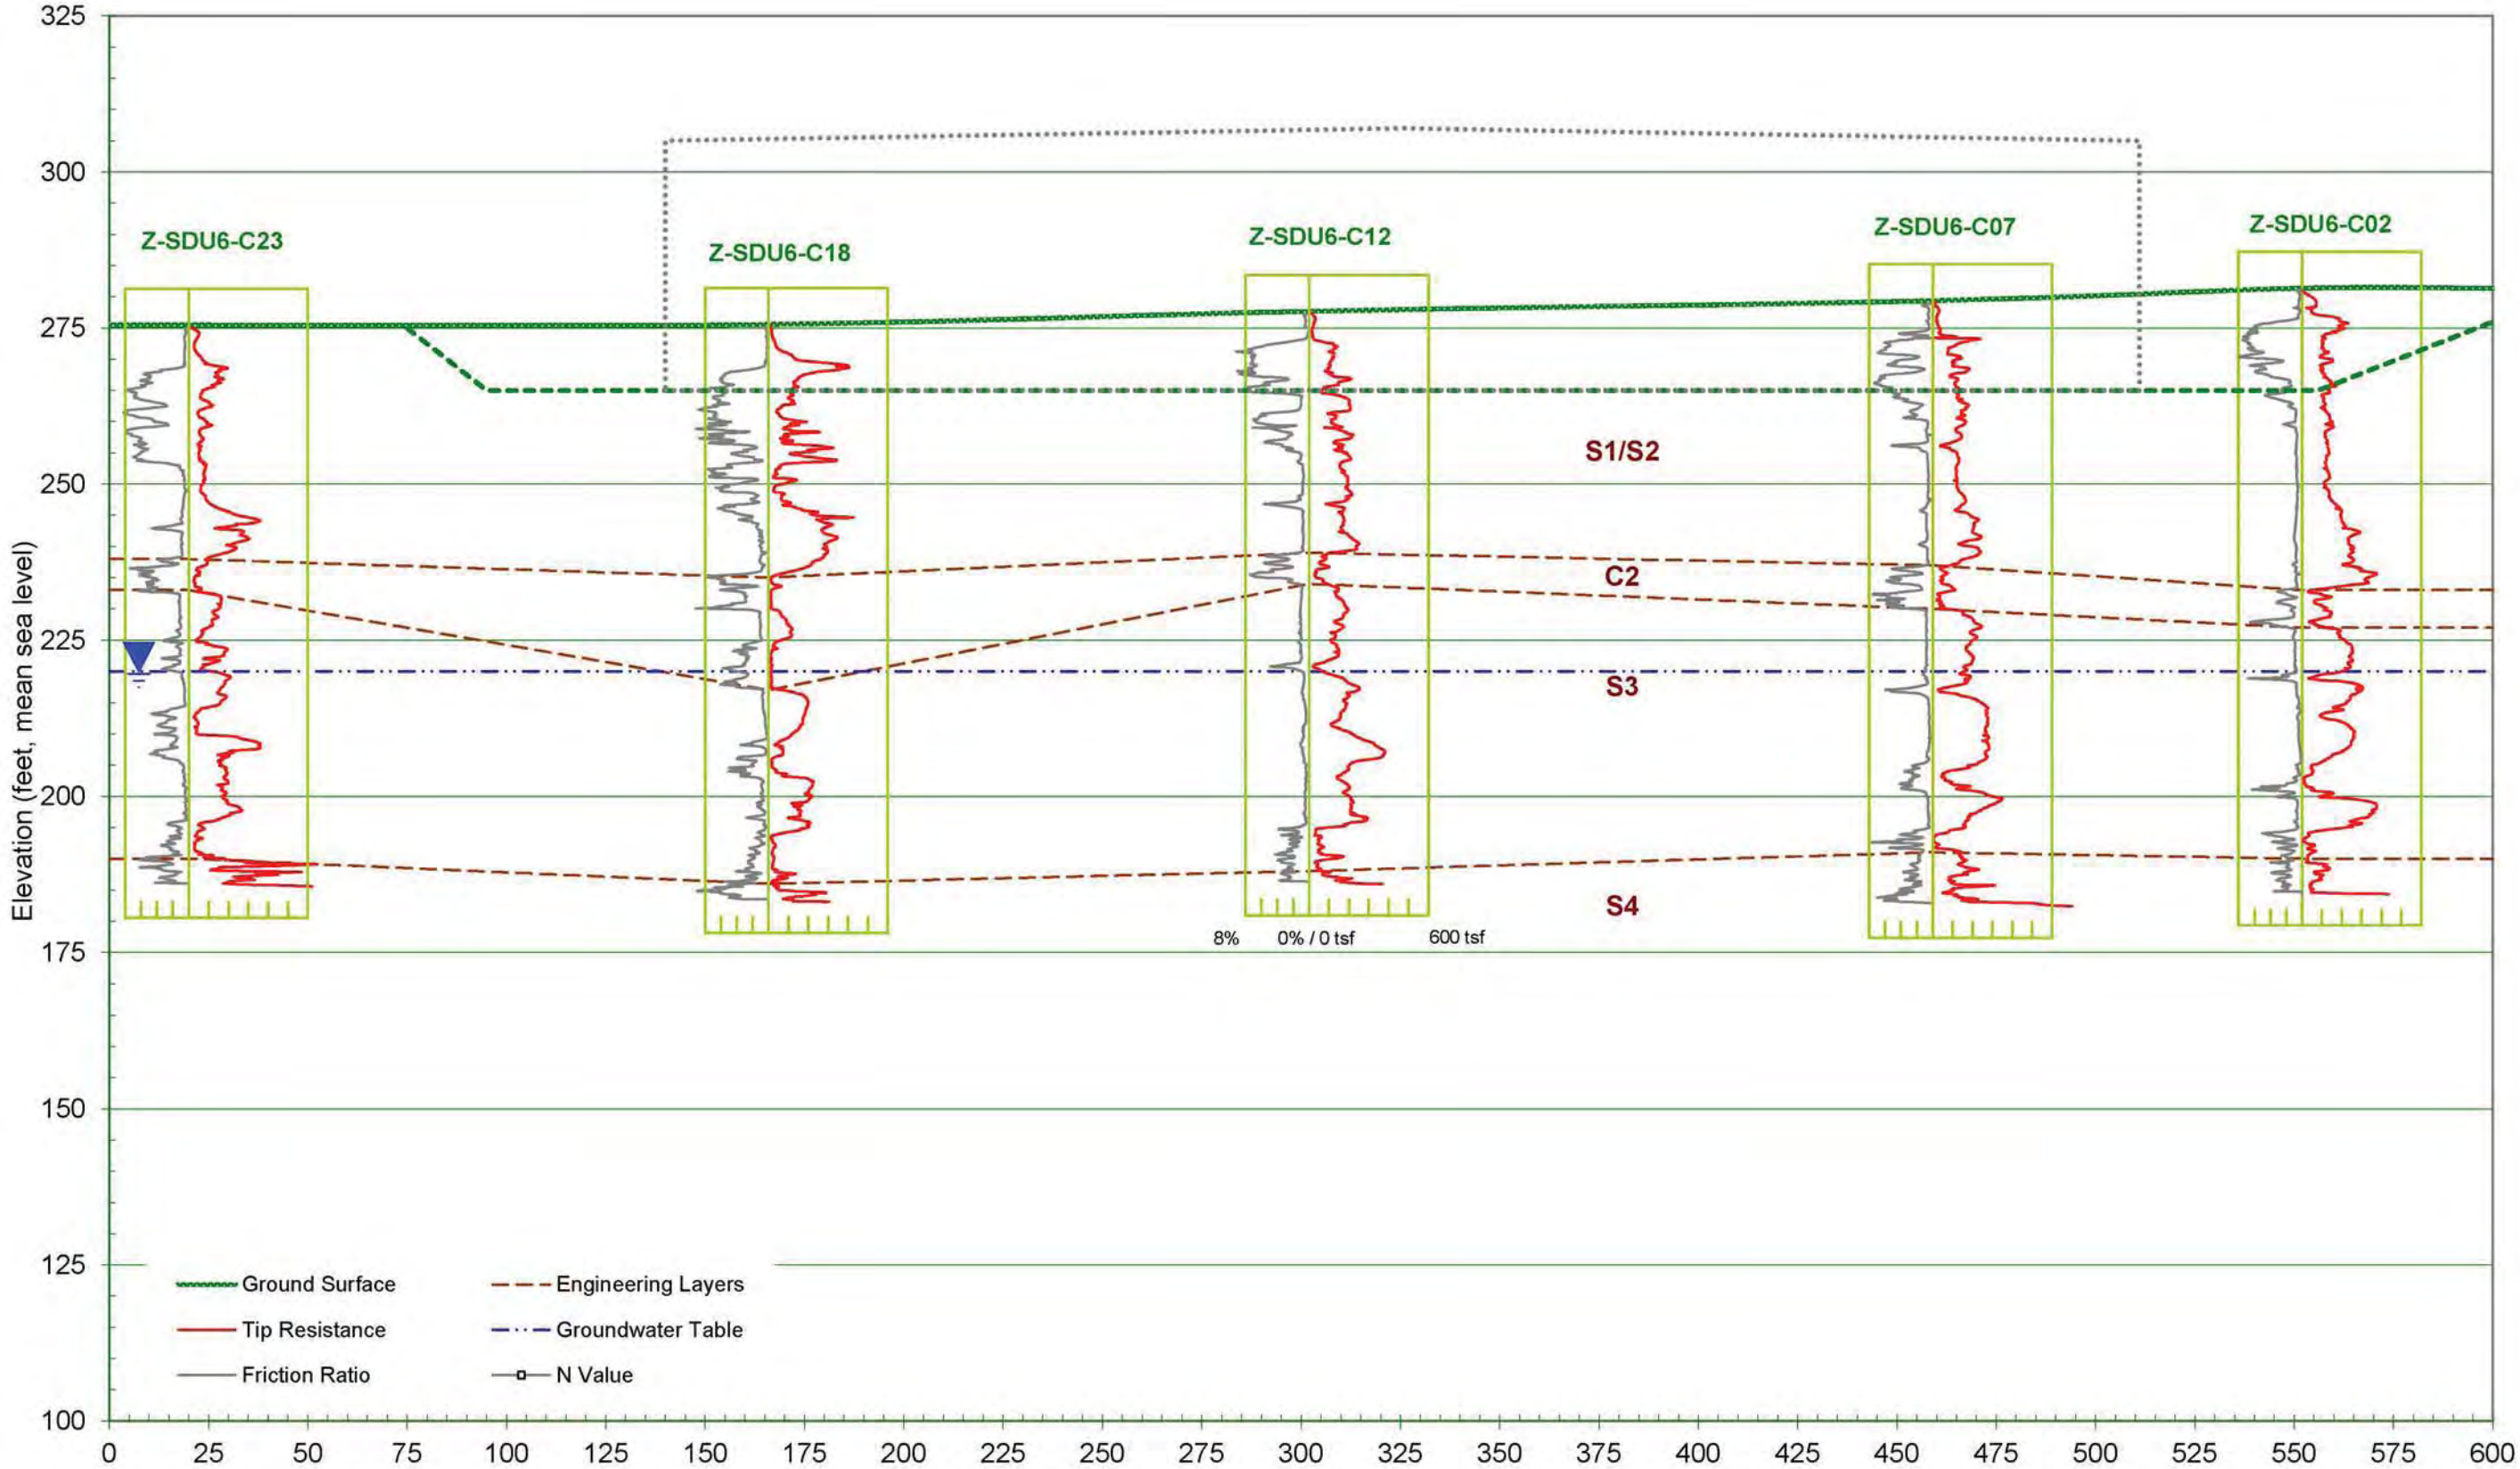 325
300
275
250
225
200
175
150
125
100
Elevation (feet, mean sea level)
Z-SDU6-C23
Z-SDU6-C18
Z-SDU6-C12
Z-SDU6-C07
Z-SDU6-C02
S1/S2
C2
S3
S4
8% 0% / 0 tsf 600 tsf
Ground Surface Engineering Layers
Tip Resistance Groundwater Table
Friction Ratio N Value
0 25 50 75 100 125 150 175 200 225 250 275 300 325 350 375 400 425 450 475 500 525 550 575 600